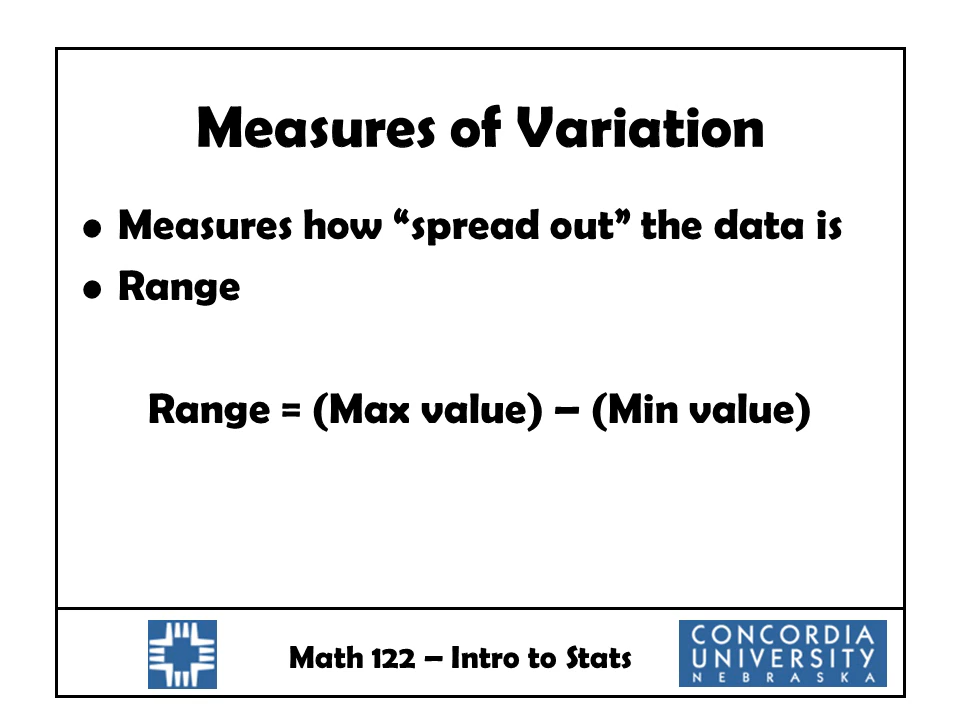 Measures of Variation
● Measures how “spread out” the data is
● Range
Range = (Max value) – (Min value)
Math 122 – Intro to Stats
CONCORDIA
UNIVERSITY
NEBRASKA